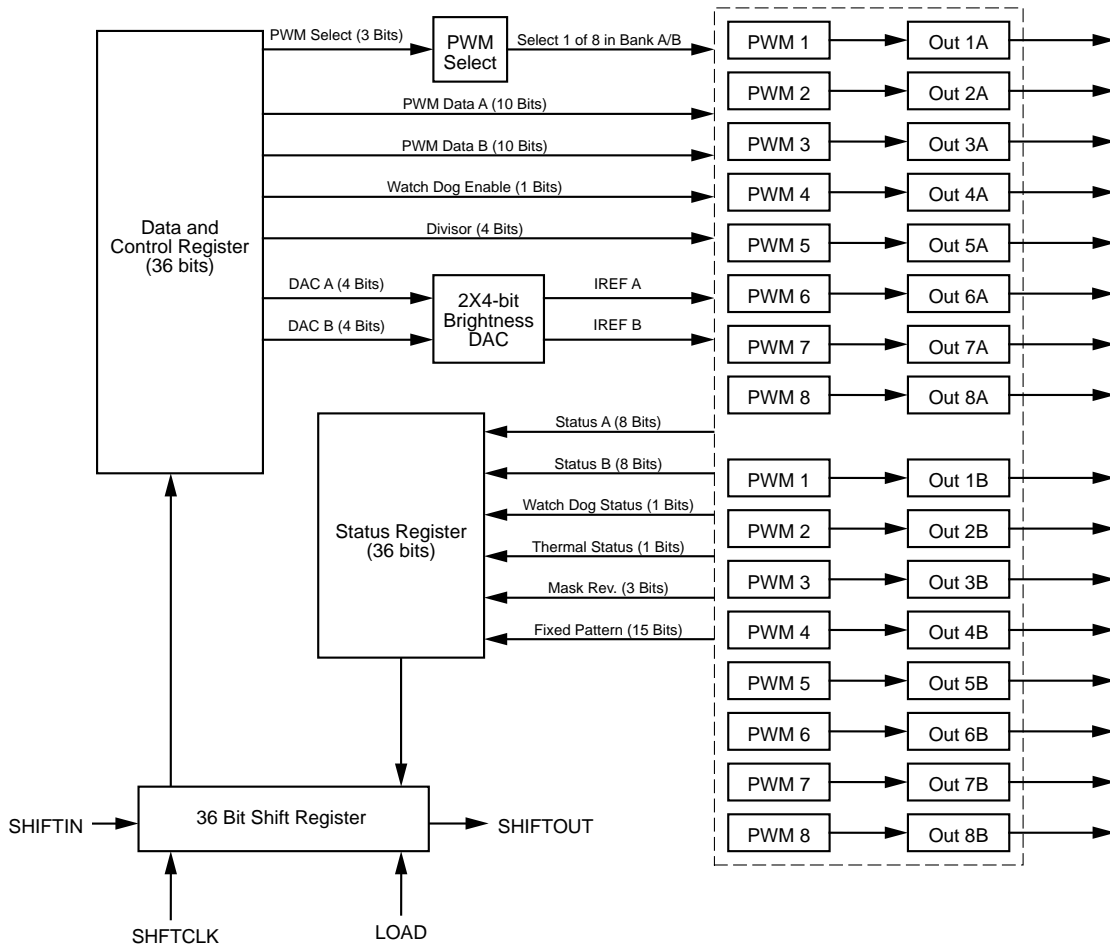 PWM Select (3 Bits)
PWM
Select
Select 1 of 8 in Bank A/B
PWM Data A (10 Bits)
PWM Data B (10 Bits)
Watch Dog Enable (1 Bits)
Divisor (4 Bits)
Data and
Control Register
(36 bits)
DAC A (4 Bits)
DAC B (4 Bits)
2X4-bit
Brightness
DAC
IREF A
IREF B
PWM 1
Out 1A
PWM 2
Out 2A
PWM 3
Out 3A
PWM 4
Out 4A
PWM 5
Out 5A
PWM 6
Out 6A
PWM 7
Out 7A
PWM 8
Out 8A
Status A (8 Bits)
Status B (8 Bits)
Watch Dog Status (1 Bits)
Thermal Status (1 Bits)
Mask Rev. (3 Bits)
Fixed Pattern (15 Bits)
Status Register
(36 bits)
PWM 1
Out 1B
PWM 2
Out 2B
PWM 3
Out 3B
PWM 4
Out 4B
PWM 5
Out 5B
PWM 6
Out 6B
PWM 7
Out 7B
PWM 8
Out 8B
SHIFTIN
36 Bit Shift Register
SHIFTOUT
SHFTCLK
LOAD